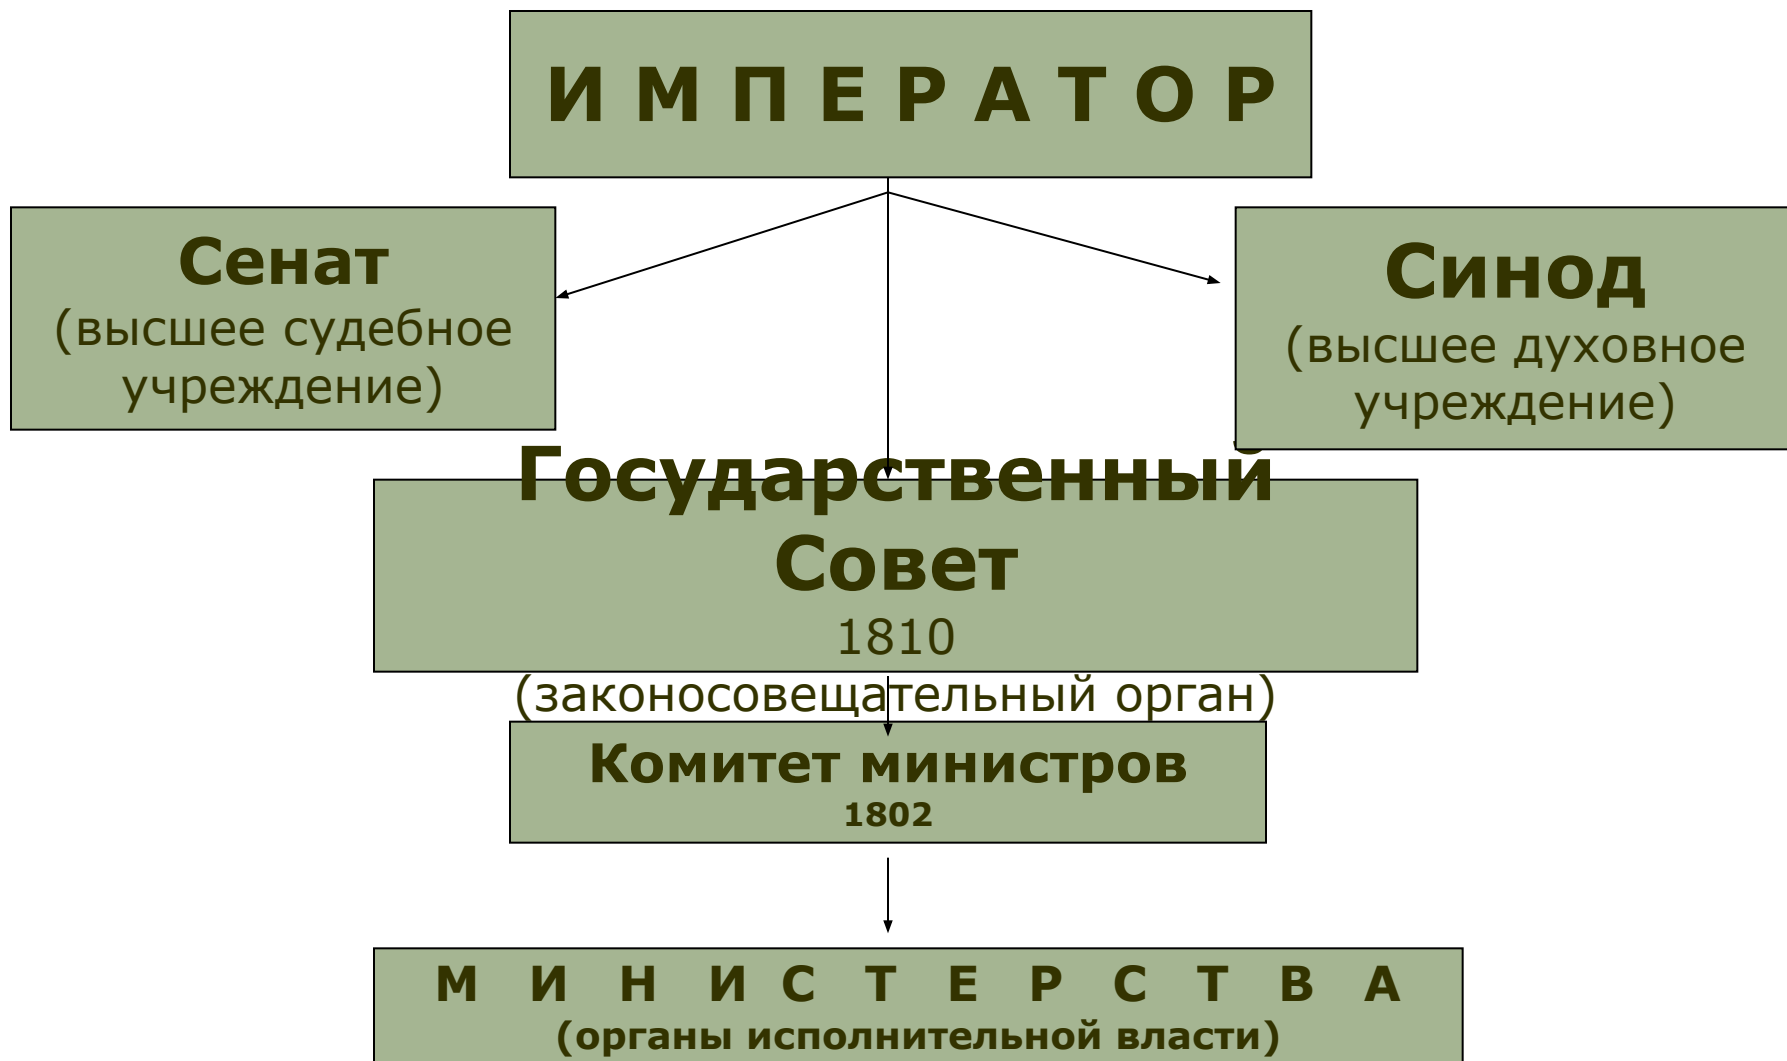 И М П Е Р А Т О Р
Сенат
(высшее судебное
учреждение)
Синод
(высшее духовное
учреждение)
Государственный
Совет
1810
(законосовещательный орган)
Комитет министров
1802
М И Н И С Т Е Р С Т В А
(органы исполнительной власти)